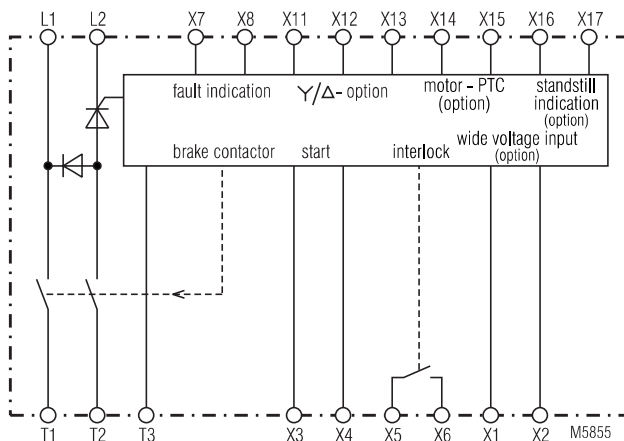 L1 L2 X7 X8 X11 X12 X13 X14 X15 X16 X17
fault indication Y/Δ- option motor – PTC standstill
(option) indication
(option)
wide voltage input
brake contactor start interlock (option)
T1 T2 T3 X3 X4 X5 X6 X1 X2 M5855